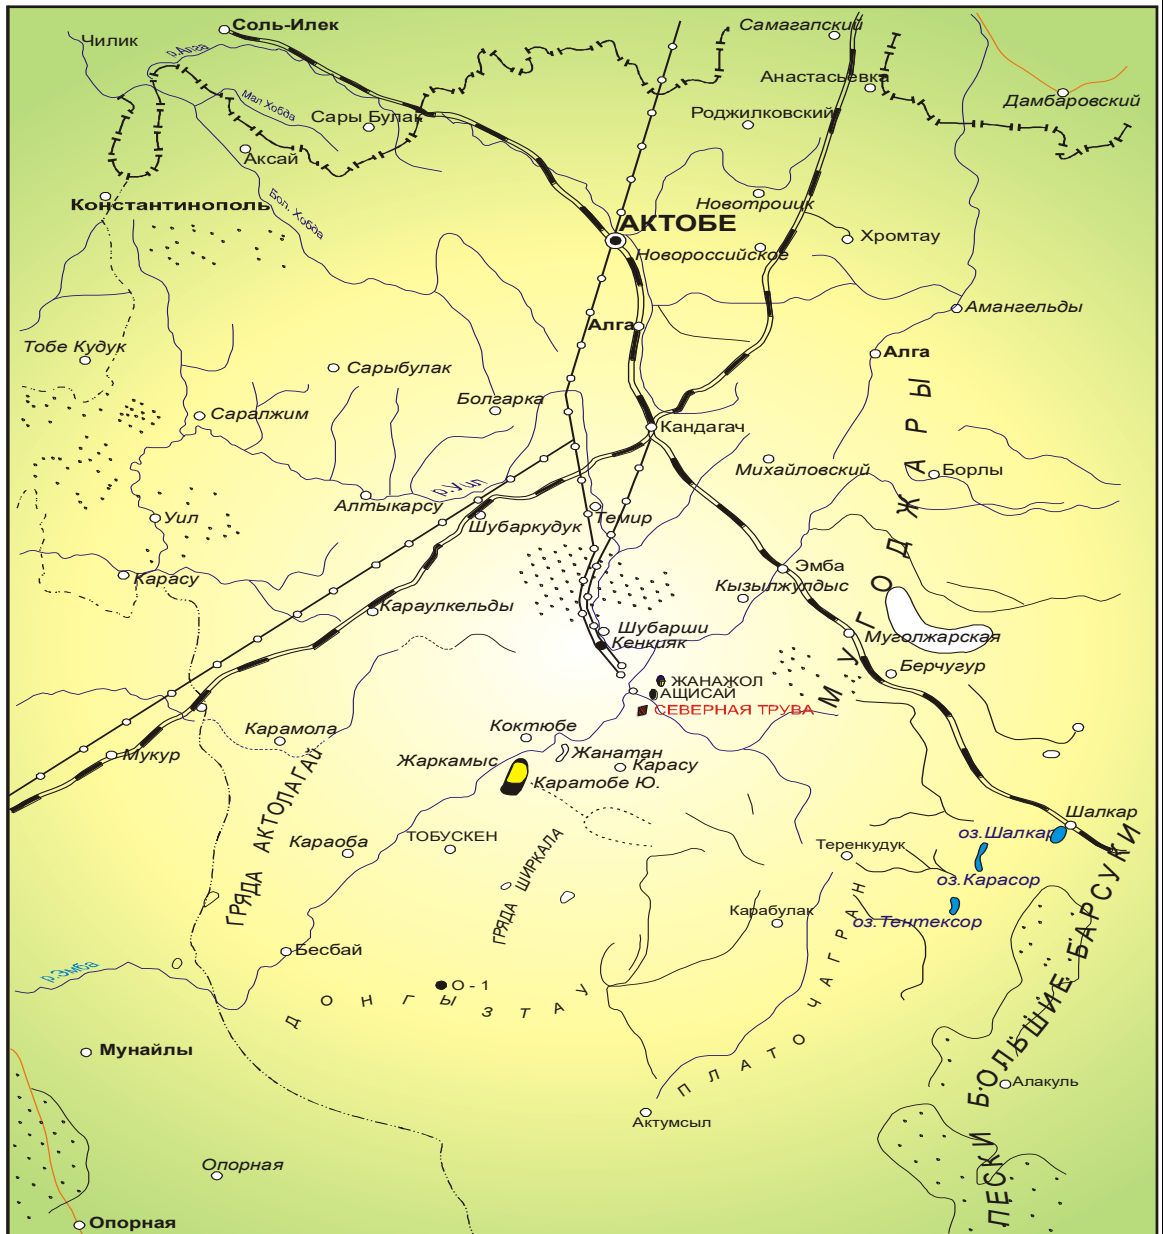 Соль-Илек
Самагапский
Чилик
р.Алга
Анастасьевка
Мал Хобда
Дамбаровский
Сары Булак
Роджилковский
Аксай
Бол. Хобда
Константинополь
Новотроицк
АКТОБЕ
Хромтау
Новороссийское
Амангельды
Алга
Тобе Кудук
Алга
Сарыбулак
Болгарка
Саралжим
Кандагач
МУГОДЖАРЫ
Михайловский
Борлы
р.Уил
Алтыкарсу
Уил
Шубаркудук
Темир
Эмба
Карасу
Кызылжулдыс
Караулкельды
Шубарши
Муголжарская
Кенкияк
Берчугур
ЖАНАЖОЛ
АЩИСАЙ
СЕВЕРНАЯ ТРУВА
Карамола
Коктюбе
Мукур
Жаркамыс
Жанатан
Карасу
Каратобе Ю.
ГРЯДА АКТОЛАГАЙ
Шалкар
оз.Шалкар
Караоба
ТОБУСКЕН
Теренкудук
ГРЯДА ШИРКАЛА
оз.Карасор
Карабулак
оз.Тентексор
Бесбай
р.Эмба
О - 1
ДОНГЫЗТАУ
ПЛАТО ЧАГРАН
ПЕСКИ БОЛЬШИЕ БАРСУКИ
Мунайлы
Алакуль
Актумсыл
Опорная
Опорная